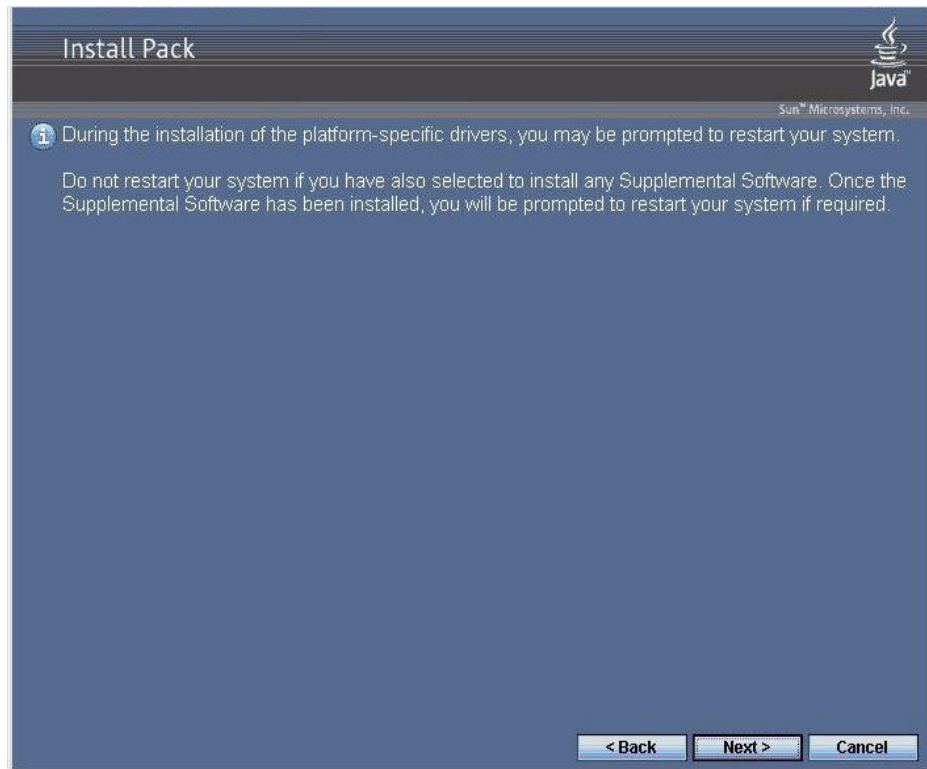 Install Pack
Java™
Sun™ Microsystems, Inc.
During the installation of the platform-specific drivers, you may be prompted to restart your system.
Do not restart your system if you have also selected to install any Supplemental Software. Once the
Supplemental Software has been installed, you will be prompted to restart your system if required.
< Back
Next >
Cancel